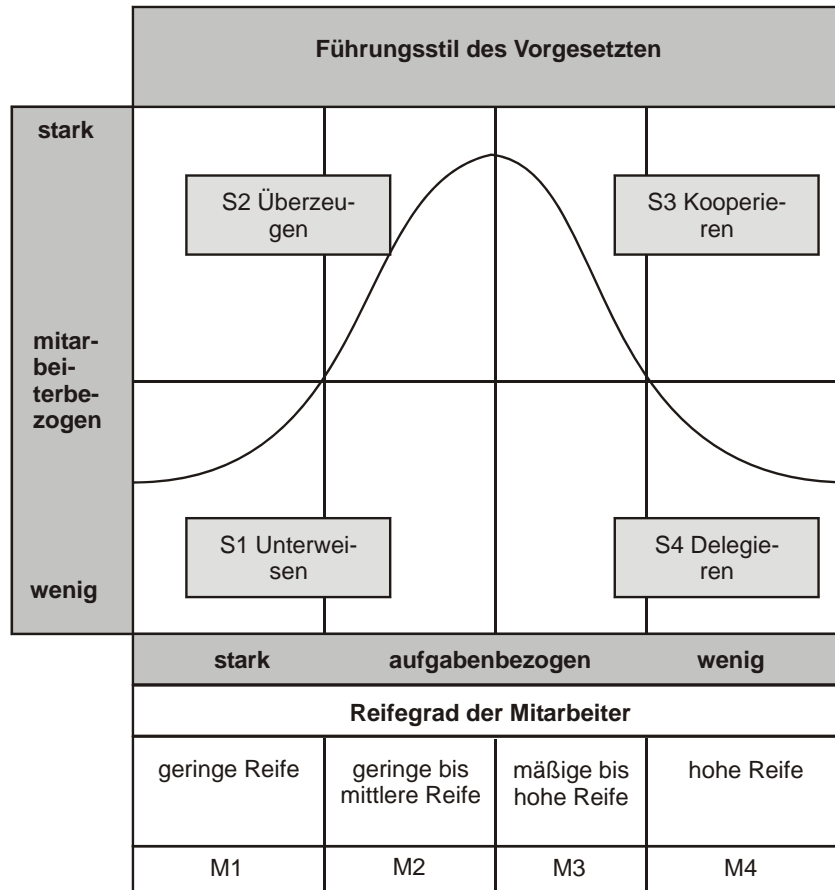 Führungsstil des Vorgesetzten
stark
S2 Überzeu-
gen
S3 Kooperie-
ren
mitar-
bei-
terbe-
zogen
S1 Unterwei-
sen
S4 Delegie-
ren
wenig
stark aufgabenbezogen wenig
Reifegrad der Mitarbeiter
geringe Reife
geringe bis
mittlere Reife
mäßige bis
hohe Reife
hohe Reife
M1 M2 M3 M4